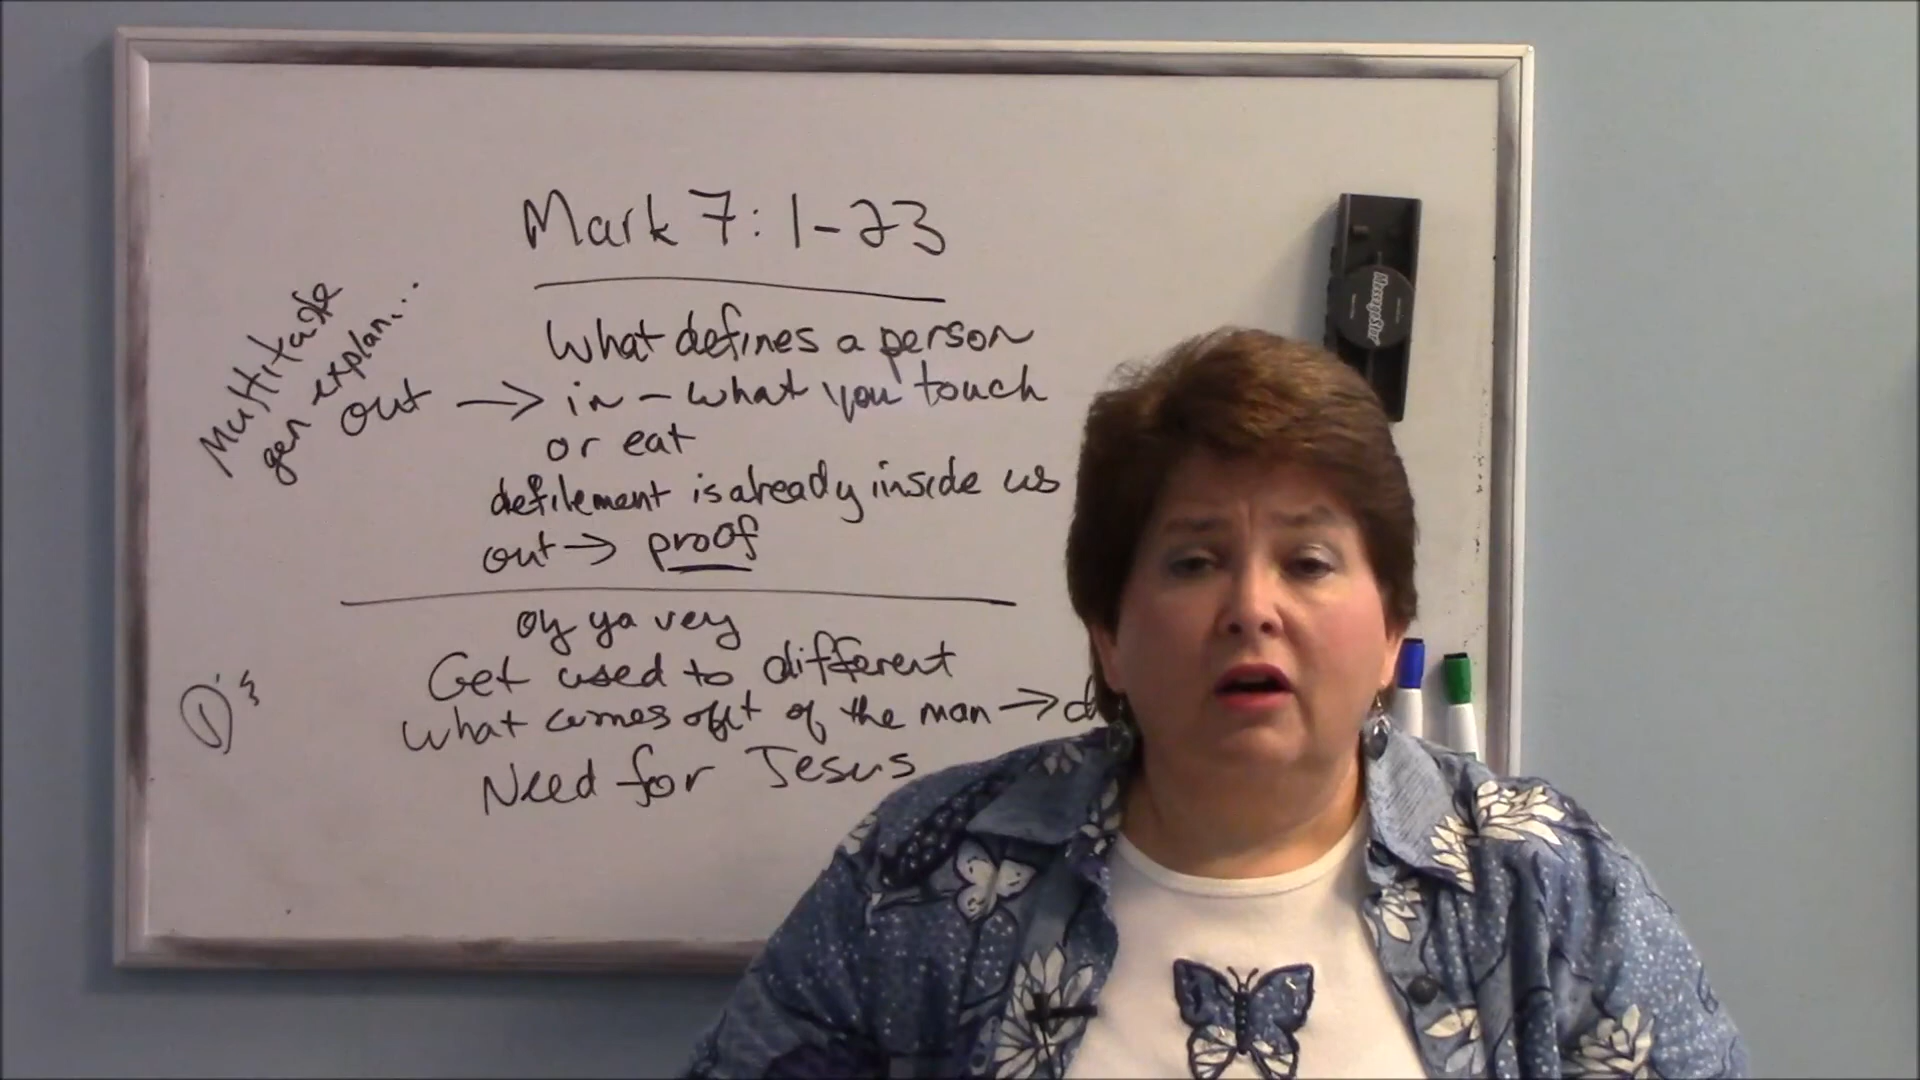 Mark 7:1-23
Multitude
gen explan...
What defines a person
out → in - what you touch
or eat
defilement is already inside us
out → proof
oy ya vey
Get used to different
D's
what comes out of the man → d
Need for Jesus
MessageStor